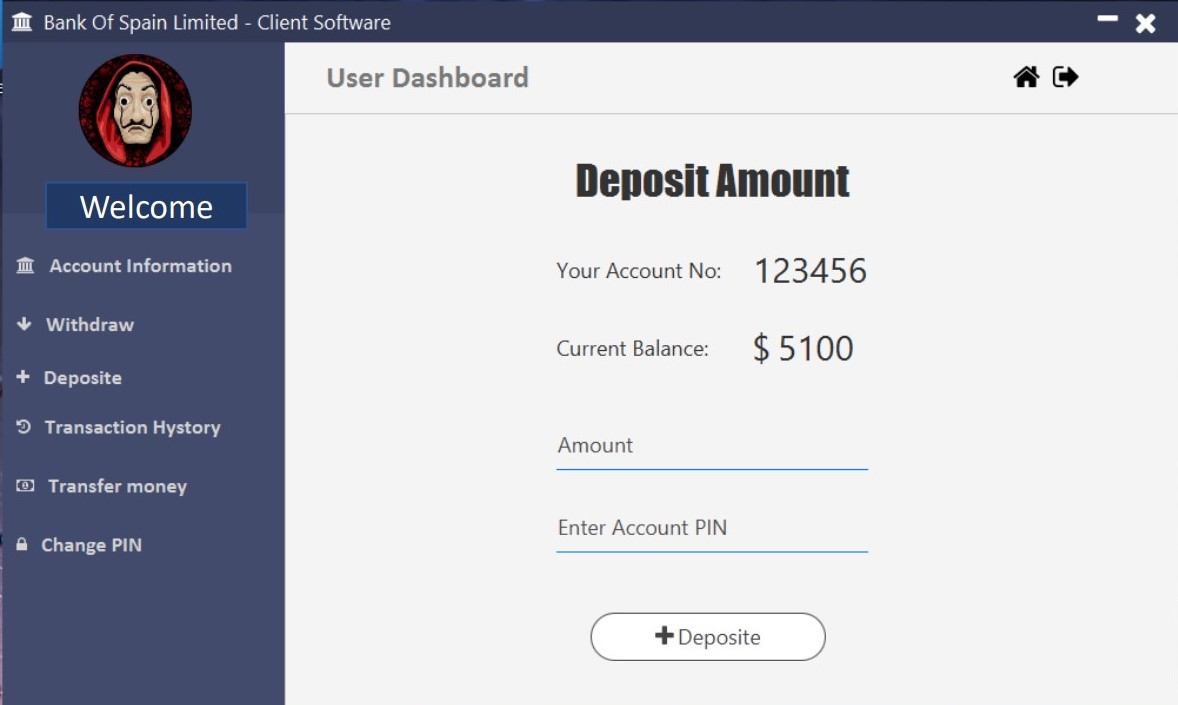 Bank Of Spain Limited - Client Software
User Dashboard
Welcome
Account Information
Withdraw
Deposite
Transaction Hystory
Transfer money
Change PIN
Deposit Amount
Your Account No: 123456
Current Balance: $ 5100
Amount
Enter Account PIN
Deposite